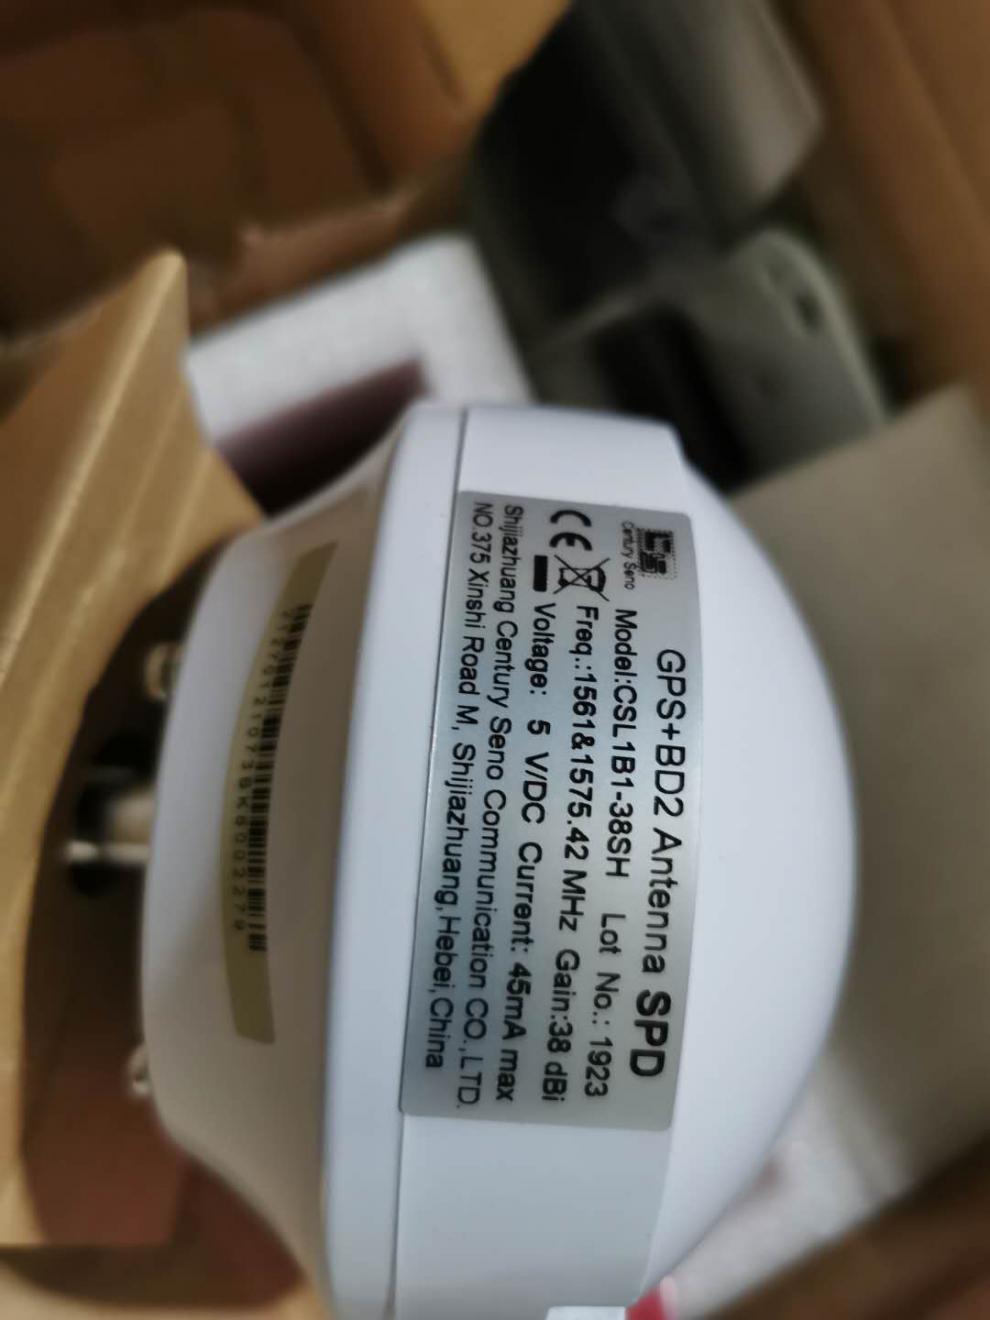 Century Seno
GPS+BD2 Antenna SPD
Model:CSL1B1-38SH Lot No.: 1923
Freq.:1561&1575.42 MHz Gain:38 dBi
CE
Voltage: 5 V/DC Current: 45mA max
Shijiazhuang Century Seno Communication CO.,LTD.
NO.375 Xinshi Road M, Shijiazhuang,Hebei,China